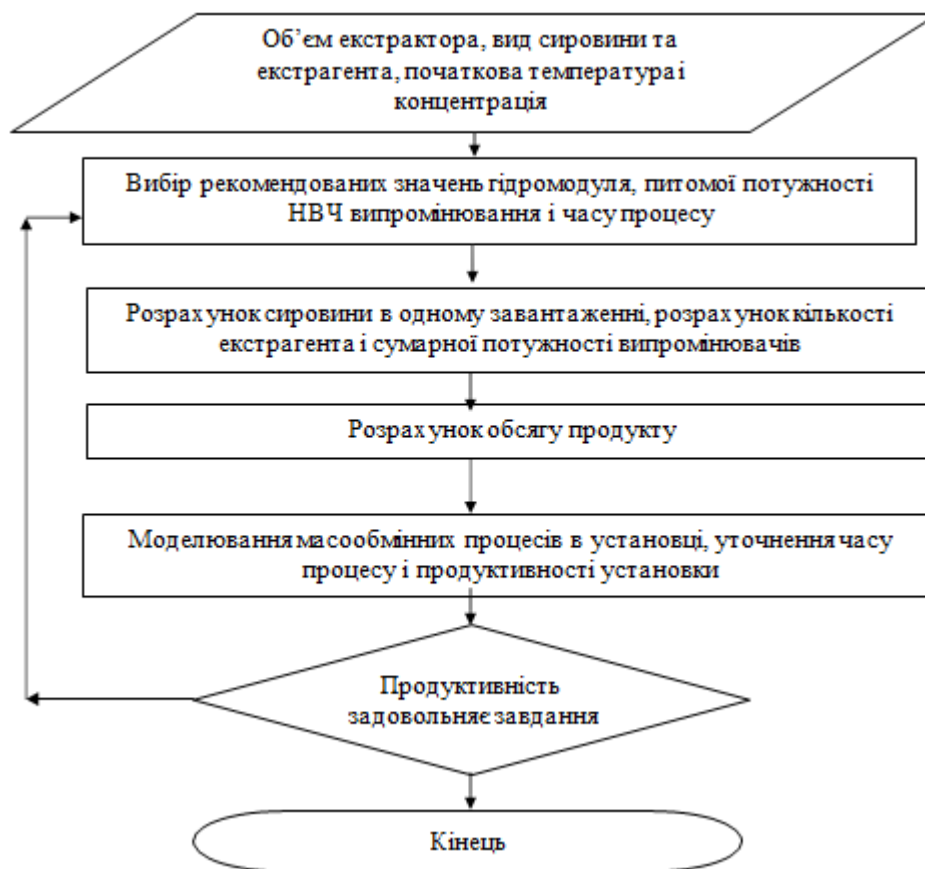 Об’єм екстрактора, вид сировини та
екстрагента, початкова температура і
концентрація
Вибір рекомендованих значень гідромодуля, питомої потужності
НВЧ випромінювання і часу процесу
Розрахунок сировини в одному завантаженні, розрахунок кількості
екстрагента і сумарної потужності випромінювачів
Розрахунок обсягу продукту
Моделювання масообмінних процесів в установці, уточнення часу
процесу і продуктивності установки
Продуктивність
задовольняє завдання
Кінець